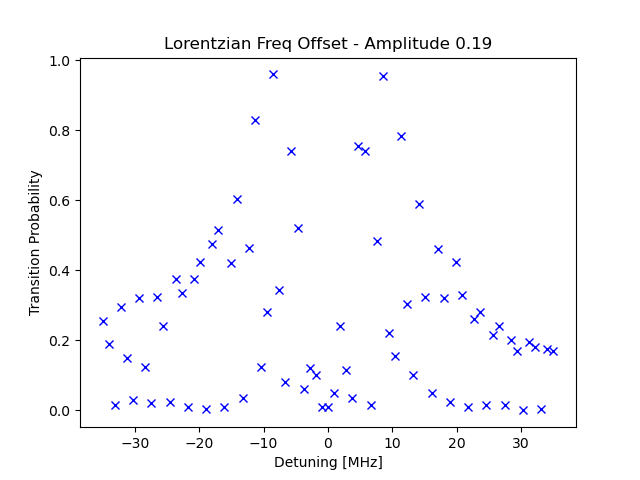 Lorentzian Freq Offset - Amplitude 0.19
1.0
0.8
0.6
0.4
0.2
0.0
Transition Probability
−30 −20 −10 0 10 20 30
Detuning [MHz]